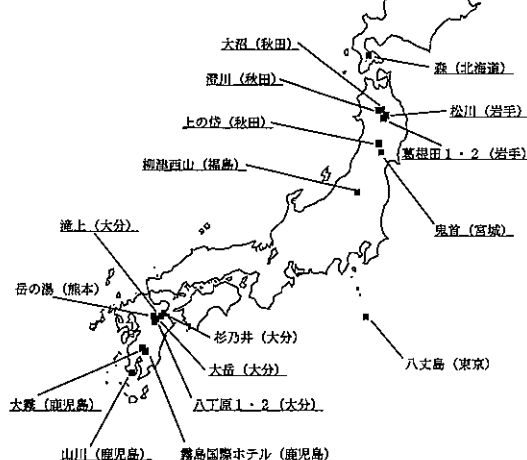 大沼（秋田）
森（北海道）
澄川（秋田）
松川（岩手）
上の岱（秋田）
葛根田１・２（岩手）
柳津西山（福島）
鬼首（宮城）
滝上（大分）
岳の湯（熊本）
杉乃井（大分）
八丈島（東京）
大岳（大分）
大霧（鹿児島）
八丁原１・２（大分）
山川（鹿児島）
霧島国際ホテル（鹿児島）